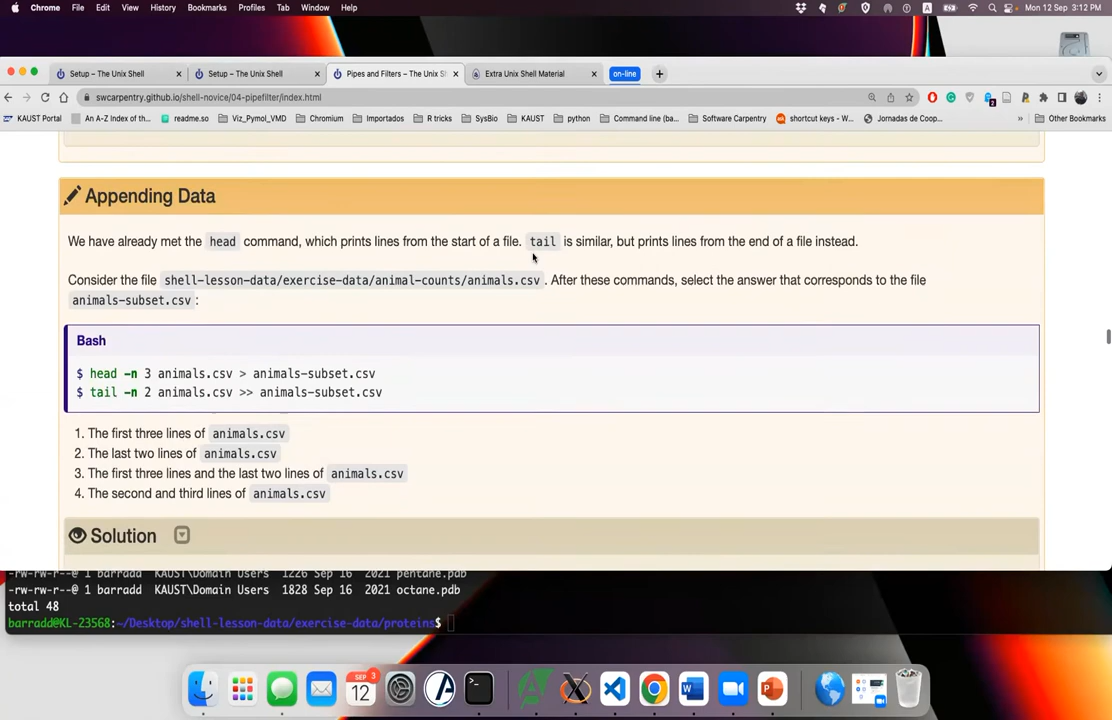 Chrome File Edit View History Bookmarks Profiles Tab Window Help
A Mon 12 Sep 3:12 PM
Setup – The Unix Shell
Setup – The Unix Shell
Pipes and Filters – The Unix S
Extra Unix Shell Material
on-line
swcarpentry.github.io/shell-novice/04-pipefilter/index.html
KAUST Portal An A-Z Index of th... readme.so Viz_Pymol_VMD Chromium Importados R tricks SysBio KAUST python Command line (ba... Software Carpentry shortcut keys - W... Jornadas de Coop... » Other Bookmarks
Appending Data
We have already met the head command, which prints lines from the start of a file. tail is similar, but prints lines from the end of a file instead.
Consider the file shell-lesson-data/exercise-data/animal-counts/animals.csv. After these commands, select the answer that corresponds to the file
animals-subset.csv:
Bash
$ head -n 3 animals.csv > animals-subset.csv
$ tail -n 2 animals.csv >> animals-subset.csv
1. The first three lines of animals.csv
2. The last two lines of animals.csv
3. The first three lines and the last two lines of animals.csv
4. The second and third lines of animals.csv
Solution
-rw-rw-r--@ 1 barradd KAUST\Domain Users 1226 Sep 16 2021 pentane.pdb
-rw-rw-r--@ 1 barradd KAUST\Domain Users 1828 Sep 16 2021 octane.pdb
total 48
barradd@KL-23568:~/Desktop/shell-lesson-data/exercise-data/proteins$
SEP 3
12